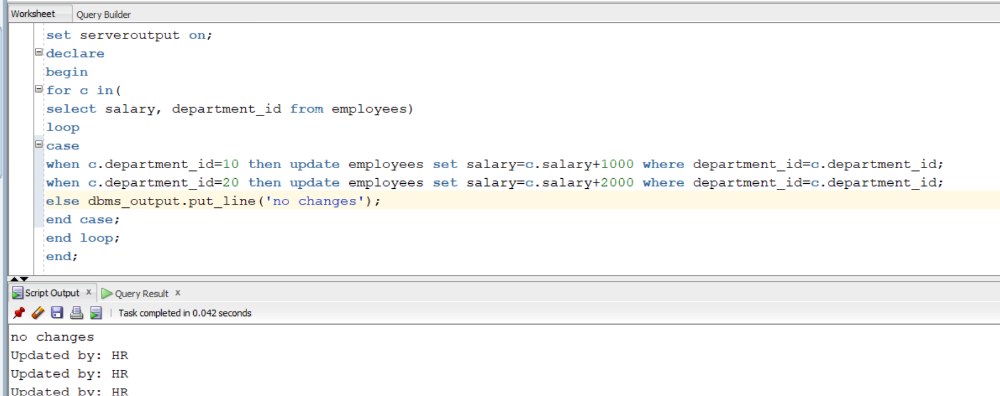 Worksheet Query Builder
set serveroutput on;
declare
begin
for c in(
select salary, department_id from employees)
loop
case
when c.department_id=10 then update employees set salary=c.salary+1000 where department_id=c.department_id;
when c.department_id=20 then update employees set salary=c.salary+2000 where department_id=c.department_id;
else dbms_output.put_line('no changes');
end case;
end loop;
end;
Script Output x Query Result x
Task completed in 0.042 seconds
no changes
Updated by: HR
Updated by: HR
Updated by: HR